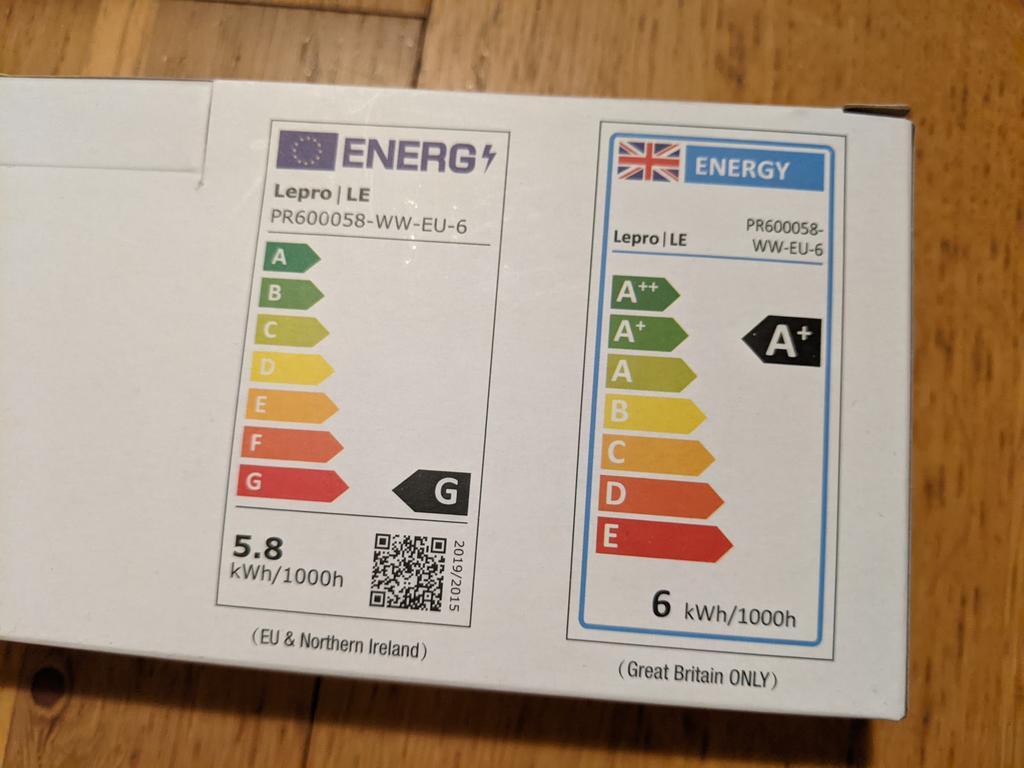 ENERG
Lepro | LE
PR600058-WW-EU-6
A
B
C
D
E
F
G
G
5.8
kWh/1000h
2019/2015
(EU & Northern Ireland)
ENERGY
Lepro | LE
PR600058-
WW-EU-6
A++
A+
A+
A
B
C
D
E
6 kWh/1000h
(Great Britain ONLY)